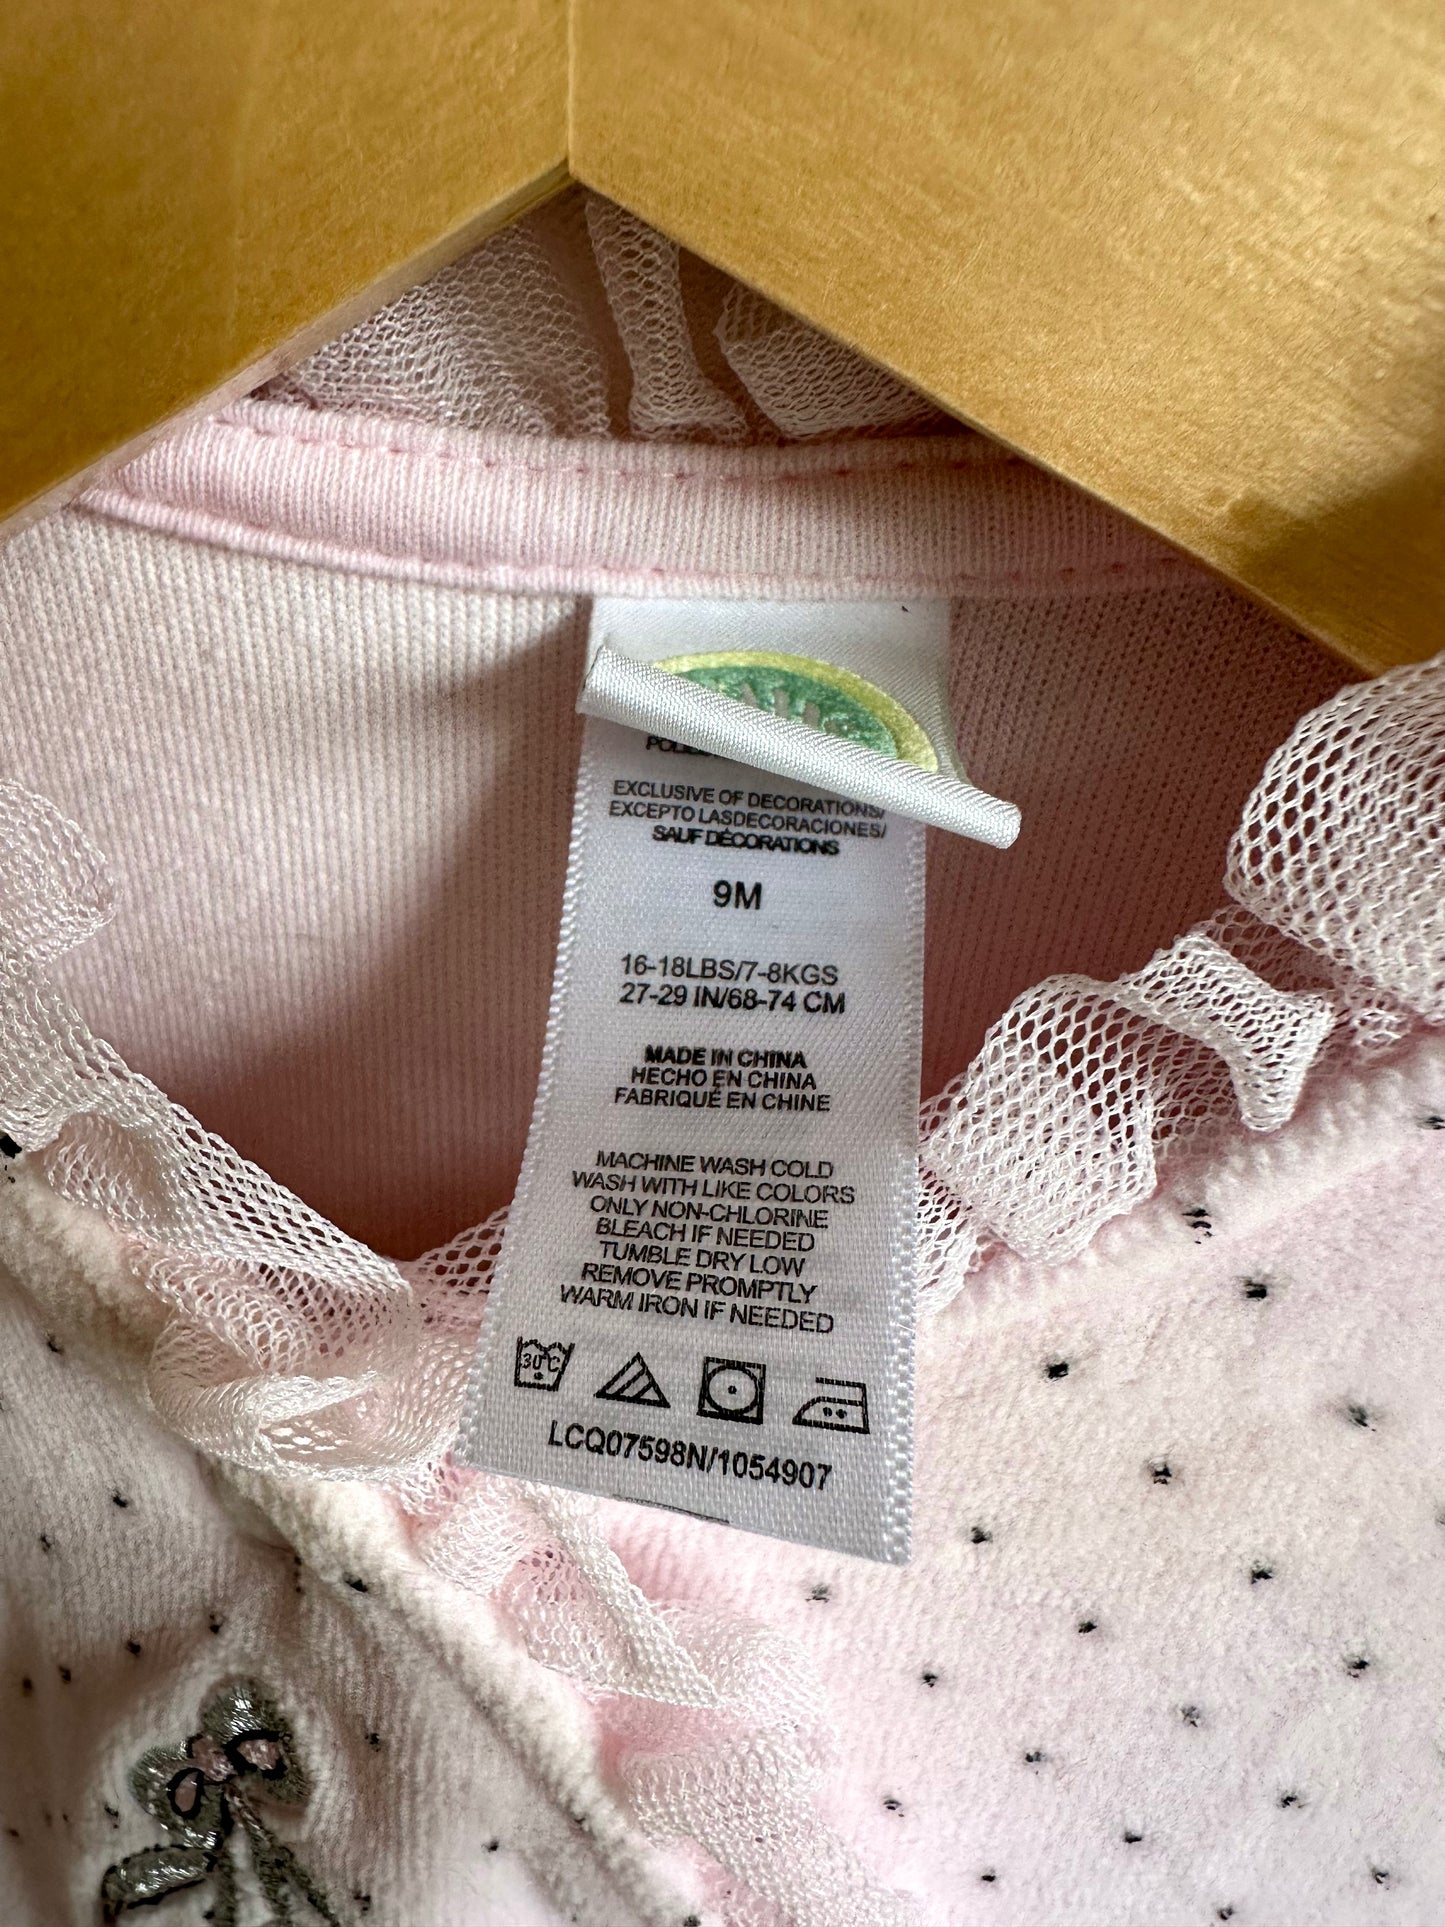 EXCLUSIVE OF DECORATIONS/
EXCEPTO LASDECORACIONES/
SAUF DÉCORATIONS
9M
16-18LBS/7-8KGS
27-29 IN/68-74 CM
MADE IN CHINA
HECHO EN CHINA
FABRIQUÉ EN CHINE
MACHINE WASH COLD
WASH WITH LIKE COLORS
ONLY NON-CHLORINE
BLEACH IF NEEDED
TUMBLE DRY LOW
REMOVE PROMPTLY
WARM IRON IF NEEDED
30°C
LCQ07598N/1054907